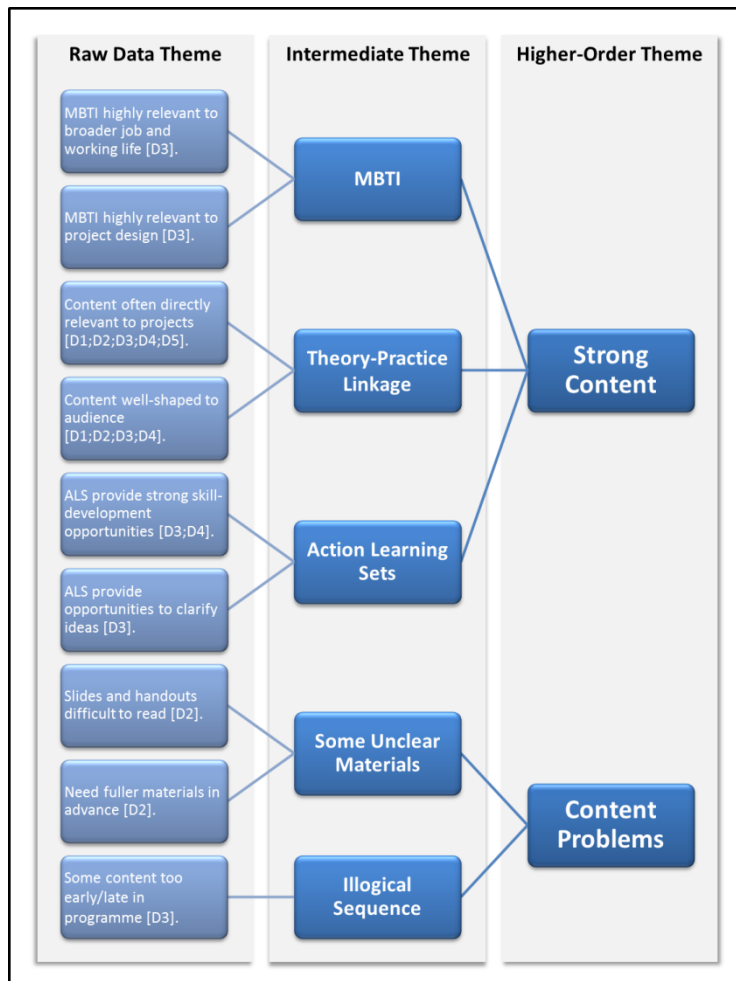 Raw Data Theme
Intermediate Theme
Higher-Order Theme
MBTI highly relevant to
broader job and
working life [D3].
MBTI highly relevant to
project design [D3].
Content often directly
relevant to projects
[D1;D2;D3;D4;D5].
Content well-shaped to
audience
[D1;D2;D3;D4].
ALS provide strong skill-
development
opportunities [D3;D4].
ALS provide
opportunities to clarify
ideas [D3].
Slides and handouts
difficult to read [D2].
Need fuller materials in
advance [D2].
Some content too
early/late in
programme [D3].
MBTI
Theory-Practice
Linkage
Action Learning
Sets
Some Unclear
Materials
Illogical
Sequence
Strong
Content
Content
Problems